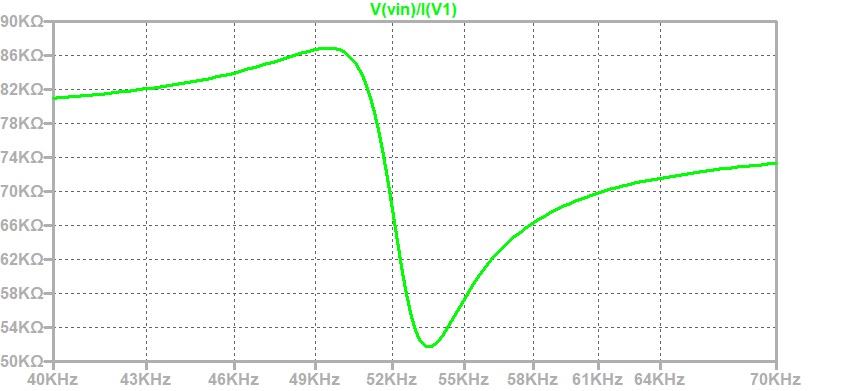 V(vin)/I(V1)
90KΩ
86KΩ
82KΩ
78KΩ
74KΩ
70KΩ
66KΩ
62KΩ
58KΩ
54KΩ
50KΩ
40KHz 43KHz 46KHz 49KHz 52KHz 55KHz 58KHz 61KHz 64KHz 70KHz